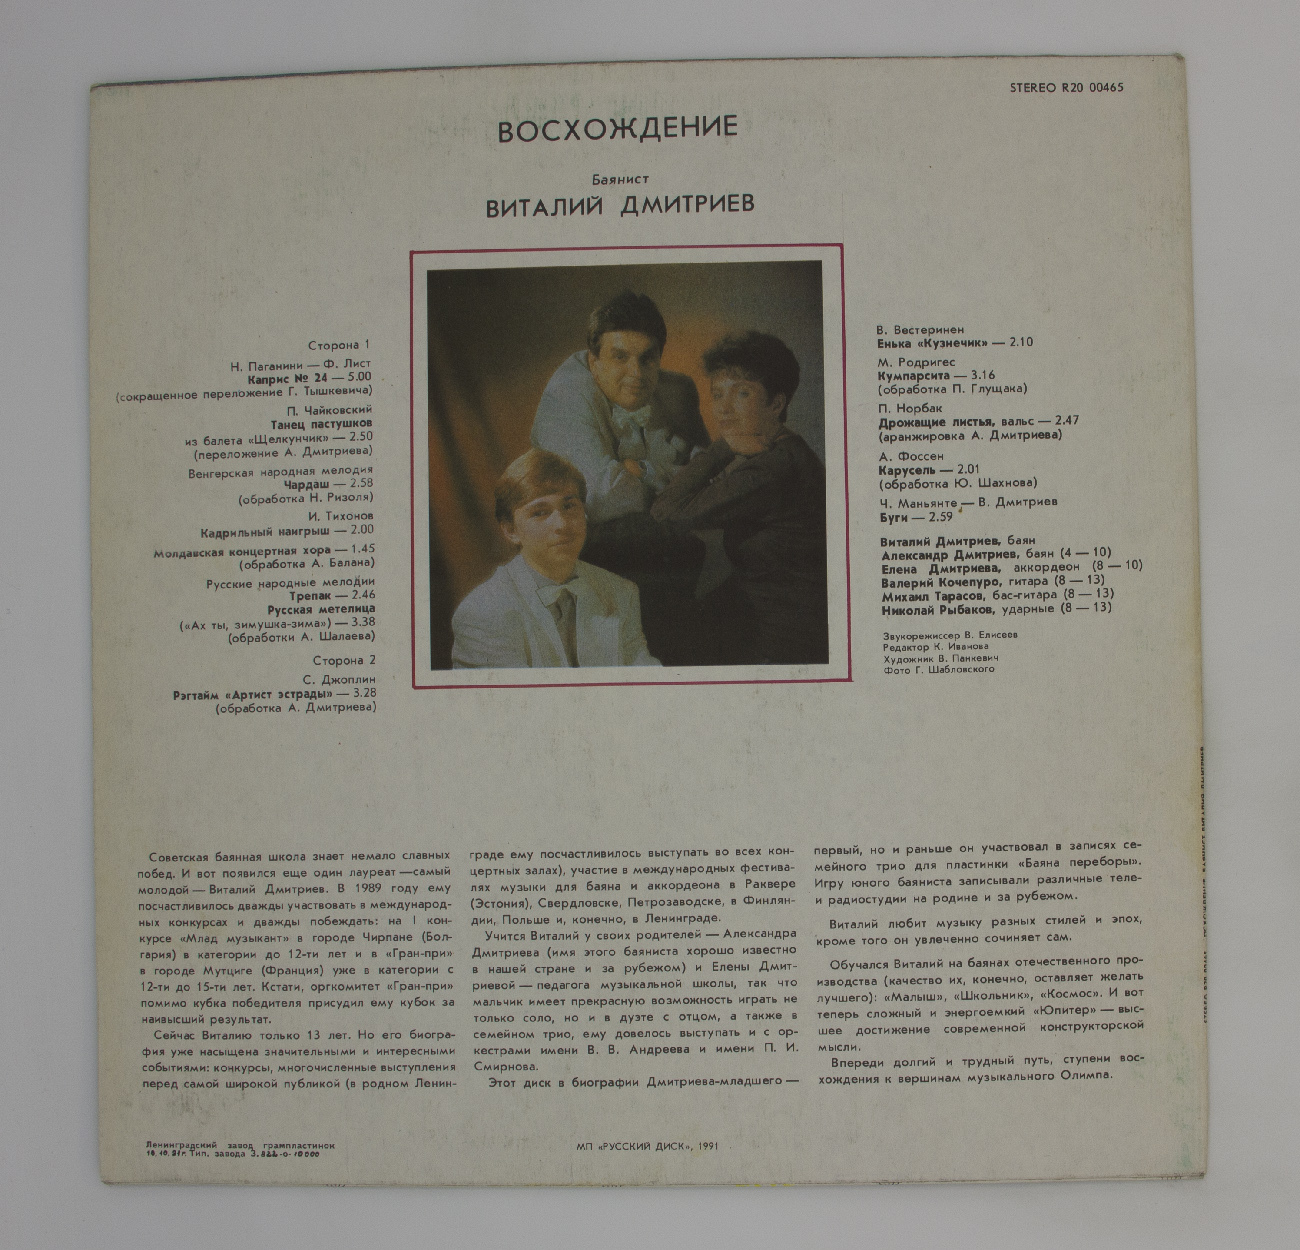 STEREO R20 00465
ВОСХОЖДЕНИЕ
Баянист
ВИТАЛИЙ ДМИТРИЕВ
Сторона 1
Н. Паганини — Ф. Лист
Каприс № 24 — 5.00
(сокращенное переложение Г. Тышкевича)
П. Чайковский
Танец пастушков
из балета «Щелкунчик» — 2.50
(переложение А. Дмитриева)
Венгерская народная мелодия
Чардаш — 2.58
(обработка Н. Ризоля)
И. Тихонов
Кадрильный наигрыш — 2.00
Молдавская концертная хора — 1.45
(обработка А. Балана)
Русские народные мелодии
Трепак — 2.46
Русская метелица
(«Ах ты, зимушка-зима») — 3.38
(обработки А. Шалаева)
Сторона 2
С. Джоплин
Рэгтайм «Артист эстрады» — 3.28
(обработка А. Дмитриева)
В. Вестеринен
Енька «Кузнечик» — 2.10
М. Родригес
Кумпарсита — 3.16
(обработка П. Глущака)
П. Норбак
Дрожащие листья, вальс — 2.47
(аранжировка А. Дмитриева)
А. Фоссен
Карусель — 2.01
(обработка Ю. Шахнова)
Ч. Маньянте — В. Дмитриев
Буги — 2.59
Виталий Дмитриев, баян
Александр Дмитриев, баян (4 — 10)
Елена Дмитриева, аккордеон (8 — 10)
Валерий Кочепуро, гитара (8 — 13)
Михаил Тарасов, бас-гитара (8 — 13)
Николай Рыбаков, ударные (8 — 13)
Звукорежиссер В. Елисеев
Редактор К. Иванова
Художник В. Панкевич
Фото Г. Шабловского
Советская баянная школа знает немало славных
побед. И вот появился еще один лауреат —самый
молодой — Виталий Дмитриев. В 1989 году ему
посчастливилось дважды участвовать в международ-
ных конкурсах и дважды побеждать: на I кон-
курсе «Млад музыкант» в городе Чирпане (Бол-
гария) в категории до 12-ти лет и в «Гран-при»
в городе Мутциге (Франция) уже в категории с
12-ти до 15-ти лет. Кстати, оргкомитет «Гран-при»
помимо кубка победителя присудил ему кубок за
наивысший результат.
Сейчас Виталию только 13 лет. Но его биогра-
фия уже насыщена значительными и интересными
событиями: конкурсы, многочисленные выступления
перед самой широкой публикой (в родном Ленин-
граде ему посчастливилось выступать во всех кон-
цертных залах), участие в международных фестива-
лях музыки для баяна и аккордеона в Раквере
(Эстония), Свердловске, Петрозаводске, в Финлян-
дии, Польше и, конечно, в Ленинграде.
Учится Виталий у своих родителей — Александра
Дмитриева (имя этого баяниста хорошо известно
в нашей стране и за рубежом) и Елены Дмит-
риевой — педагога музыкальной школы, так что
мальчик имеет прекрасную возможность играть не
только соло, но и в дуэте с отцом, а также в
семейном трио, ему довелось выступать и с ор-
кестрами имени В. В. Андреева и имени П. И.
Смирнова.
Этот диск в биографии Дмитриева-младшего —
первый, но и раньше он участвовал в записях се-
мейного трио для пластинки «Баяна переборы».
Игру юного баяниста записывали различные теле-
и радиостудии на родине и за рубежом.
Виталий любит музыку разных стилей и эпох,
кроме того он увлеченно сочиняет сам.
Обучался Виталий на баянах отечественного про-
изводства (качество их, конечно, оставляет желать
лучшего): «Малыш», «Школьник», «Космос». И вот
теперь сложный и энергоемкий «Юпитер» — выс-
шее достижение современной конструкторской
мысли.
Впереди долгий и трудный путь, ступени вос-
хождения к вершинам музыкального Олимпа.
Ленинградский завод грампластинок
Тип. завода
МП «РУССКИЙ ДИСК», 1991